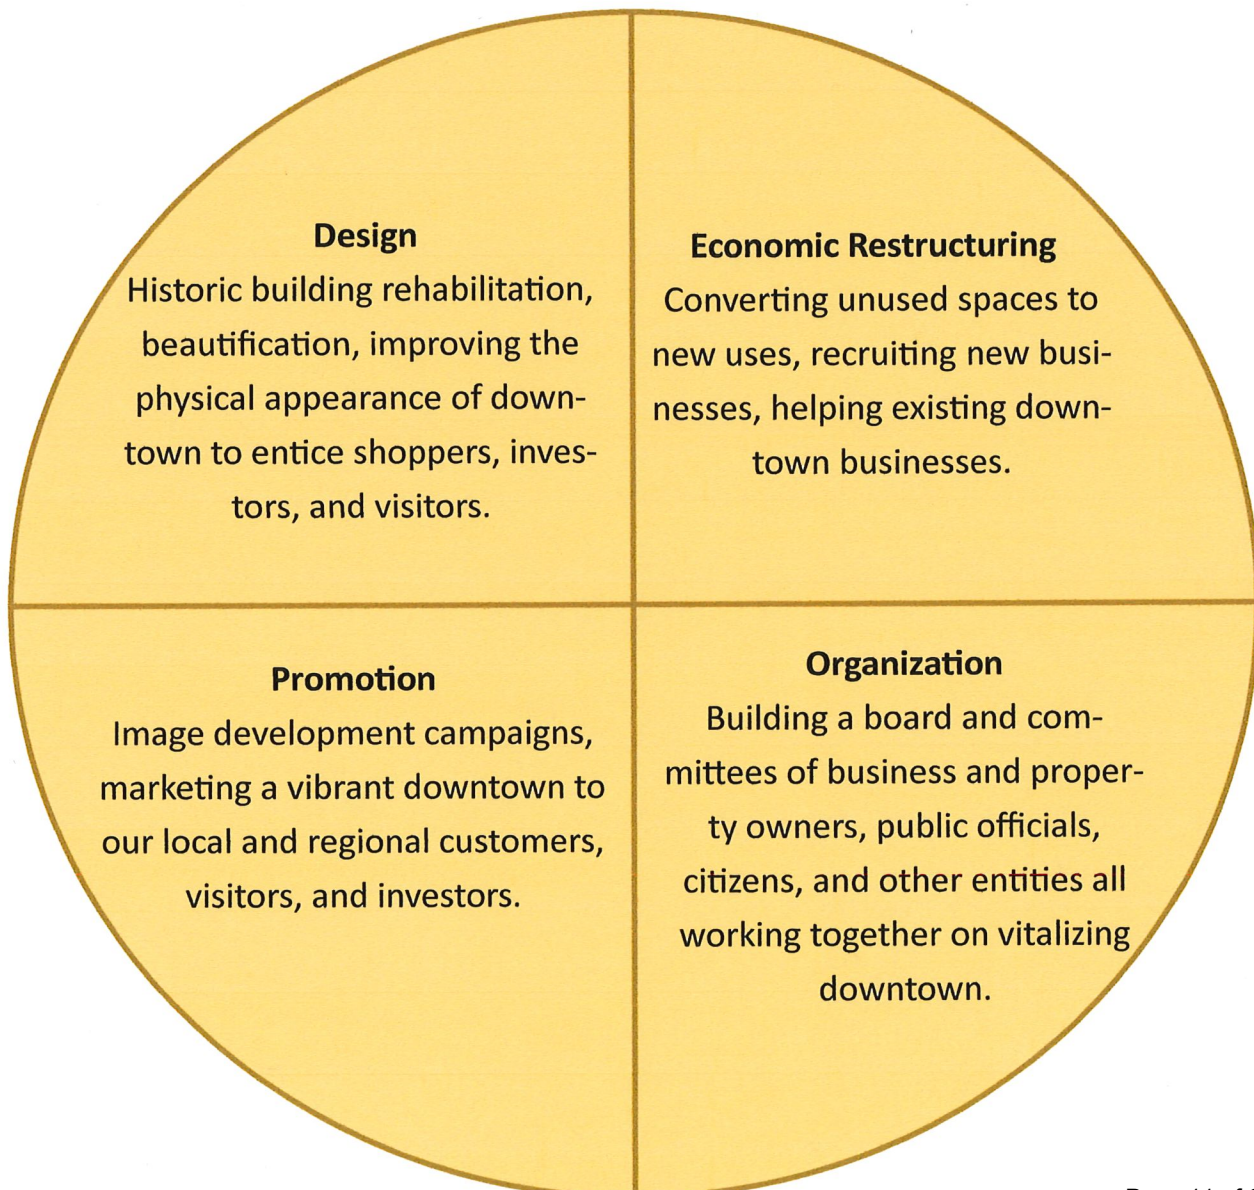 Design
Historic building rehabilitation,
beautification, improving the
physical appearance of down-
town to entice shoppers, inves-
tors, and visitors.
Economic Restructuring
Converting unused spaces to
new uses, recruiting new busi-
nesses, helping existing down-
town businesses.
Promotion
Image development campaigns,
marketing a vibrant downtown to
our local and regional customers,
visitors, and investors.
Organization
Building a board and com-
mittees of business and proper-
ty owners, public officials,
citizens, and other entities all
working together on vitalizing
downtown.